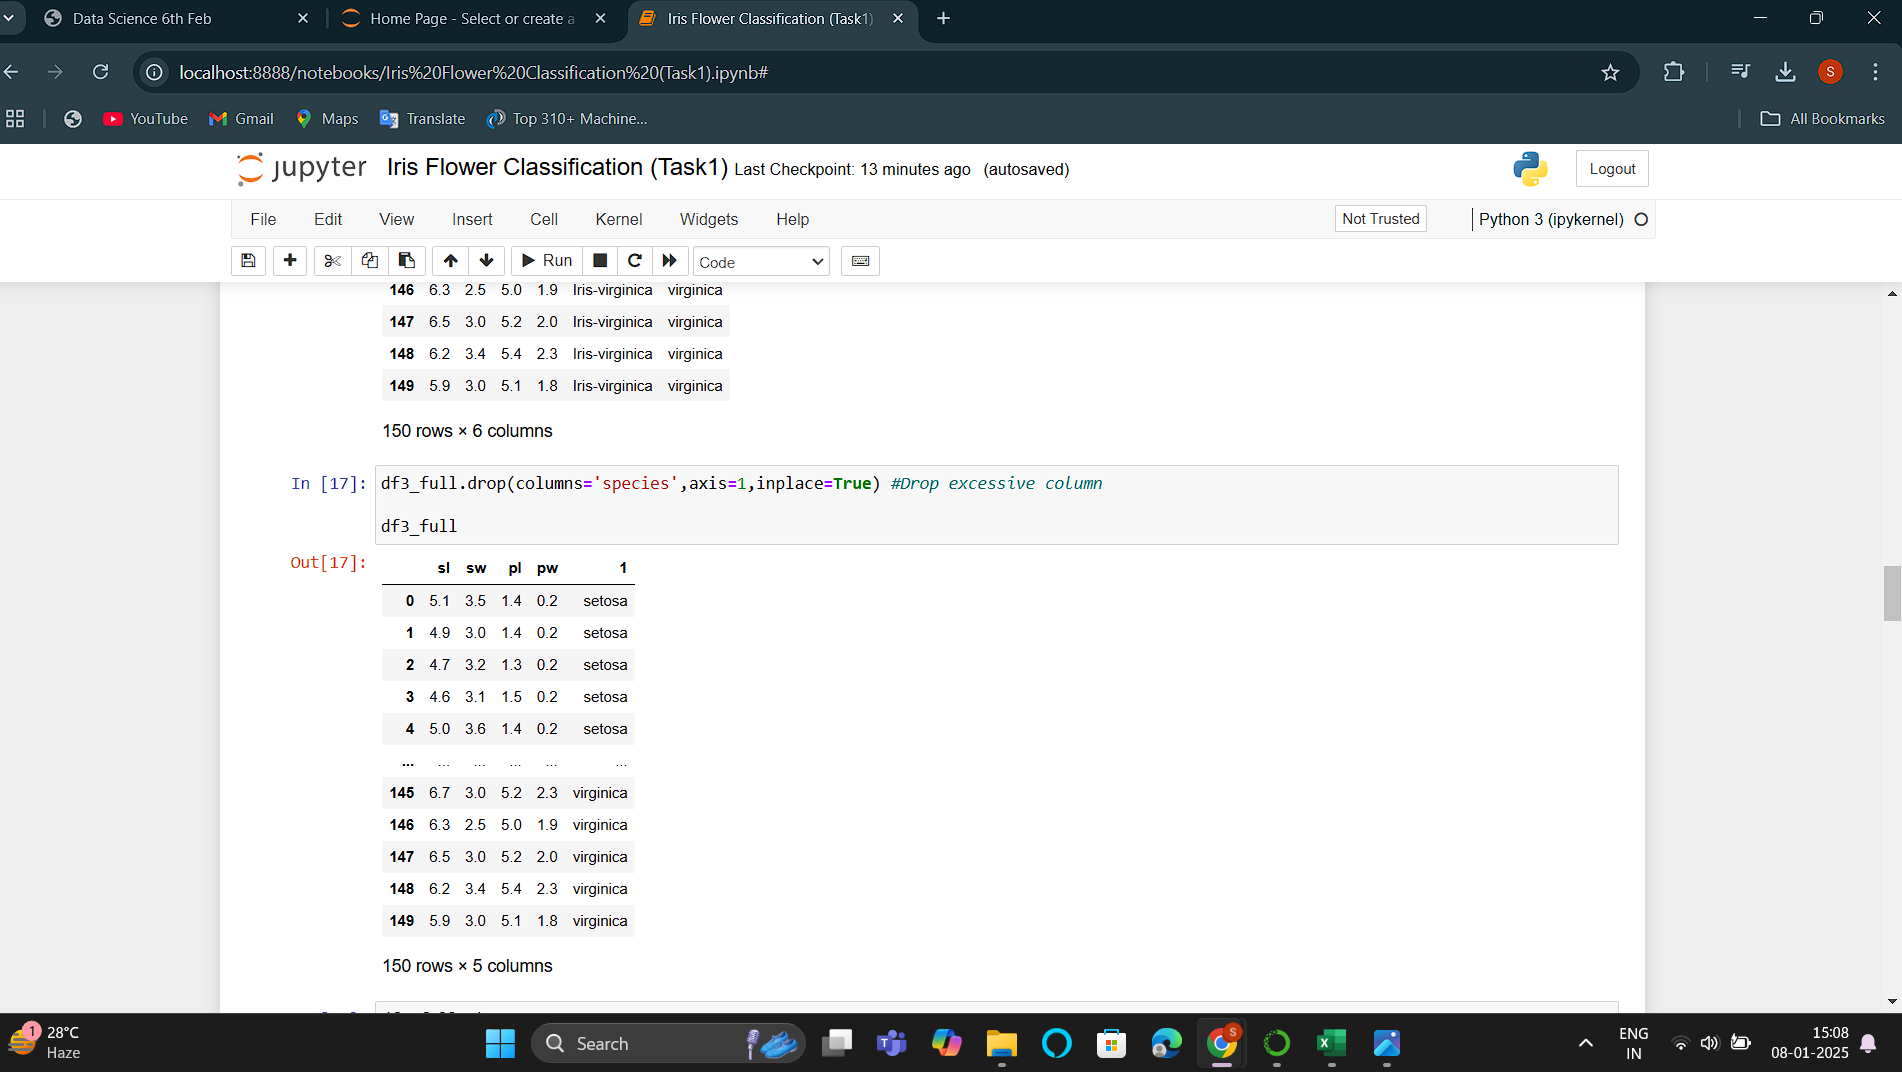 Data Science 6th Feb
Home Page - Select or create a
Iris Flower Classification (Task1)
localhost:8888/notebooks/Iris%20Flower%20Classification%20(Task1).ipynb#
S
YouTube
Gmail
Maps
Translate
Top 310+ Machine...
All Bookmarks
jupyter Iris Flower Classification (Task1) Last Checkpoint: 13 minutes ago (autosaved)
Logout
File Edit View Insert Cell Kernel Widgets Help
Not Trusted
Python 3 (ipykernel)
Run
Code
146 6.3 2.5 5.0 1.9 Iris-virginica virginica
147 6.5 3.0 5.2 2.0 Iris-virginica virginica
148 6.2 3.4 5.4 2.3 Iris-virginica virginica
149 5.9 3.0 5.1 1.8 Iris-virginica virginica
150 rows × 6 columns
In [17]: df3_full.drop(columns='species',axis=1,inplace=True) #Drop excessive column
df3_full
Out[17]:
sl sw pl pw 1
0 5.1 3.5 1.4 0.2 setosa
1 4.9 3.0 1.4 0.2 setosa
2 4.7 3.2 1.3 0.2 setosa
3 4.6 3.1 1.5 0.2 setosa
4 5.0 3.6 1.4 0.2 setosa
... ... ... ... ... ...
145 6.7 3.0 5.2 2.3 virginica
146 6.3 2.5 5.0 1.9 virginica
147 6.5 3.0 5.2 2.0 virginica
148 6.2 3.4 5.4 2.3 virginica
149 5.9 3.0 5.1 1.8 virginica
150 rows × 5 columns
1
28°C
Haze
Search
S
ENG
IN
15:08
08-01-2025